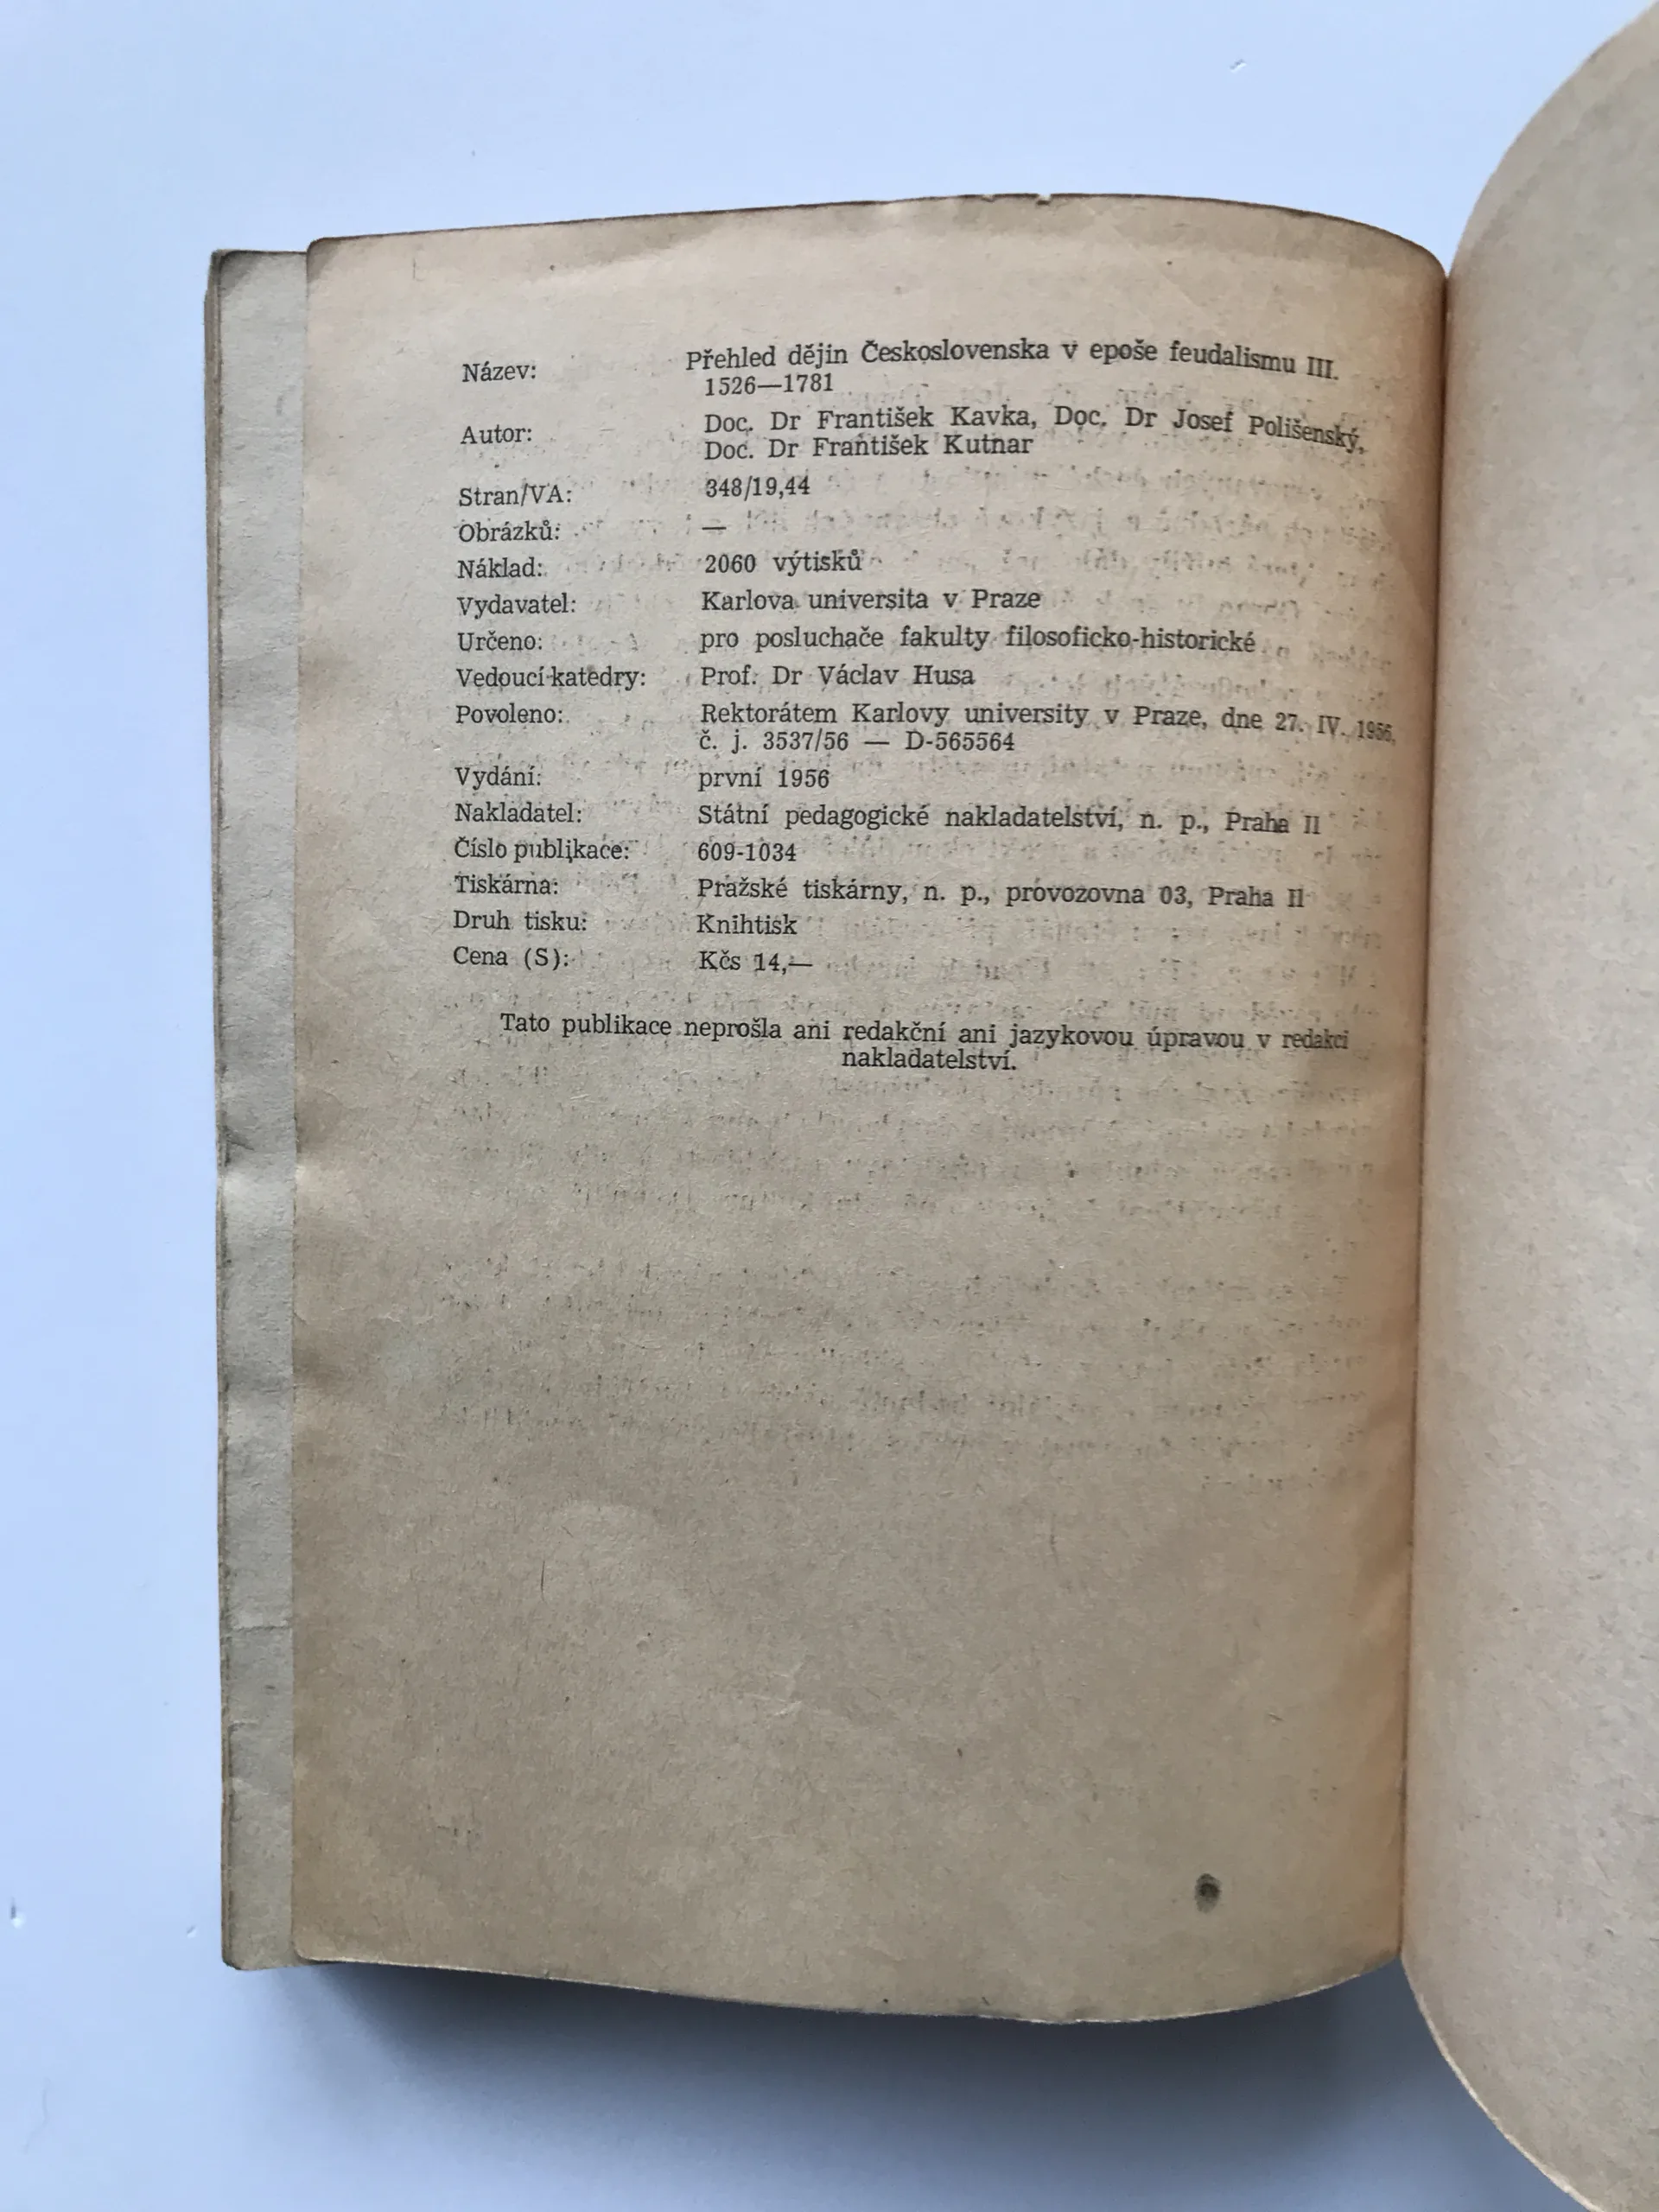 Název: Přehled dějin Československa v epoše feudalismu III.
1526—1781
Autor: Doc. Dr František Kavka, Doc. Dr Josef Polišenský,
Doc. Dr František Kutnar
Stran/VA: 348/19,44
Obrázků: —
Náklad: 2060 výtisků
Vydavatel: Karlova universita v Praze
Určeno: pro posluchače fakulty filosoficko-historické
Vedoucí katedry: Prof. Dr Václav Husa
Povoleno: Rektorátem Karlovy university v Praze, dne 27. IV. 1956,
č. j. 3537/56 — D-565564
Vydání: první 1956
Nakladatel: Státní pedagogické nakladatelství, n. p., Praha II
Číslo publikace: 609-1034
Tiskárna: Pražské tiskárny, n. p., provozovna 03, Praha II
Druh tisku: Knihtisk
Cena (S): Kčs 14,—
Tato publikace neprošla ani redakční ani jazykovou úpravou v redakci
nakladatelství.